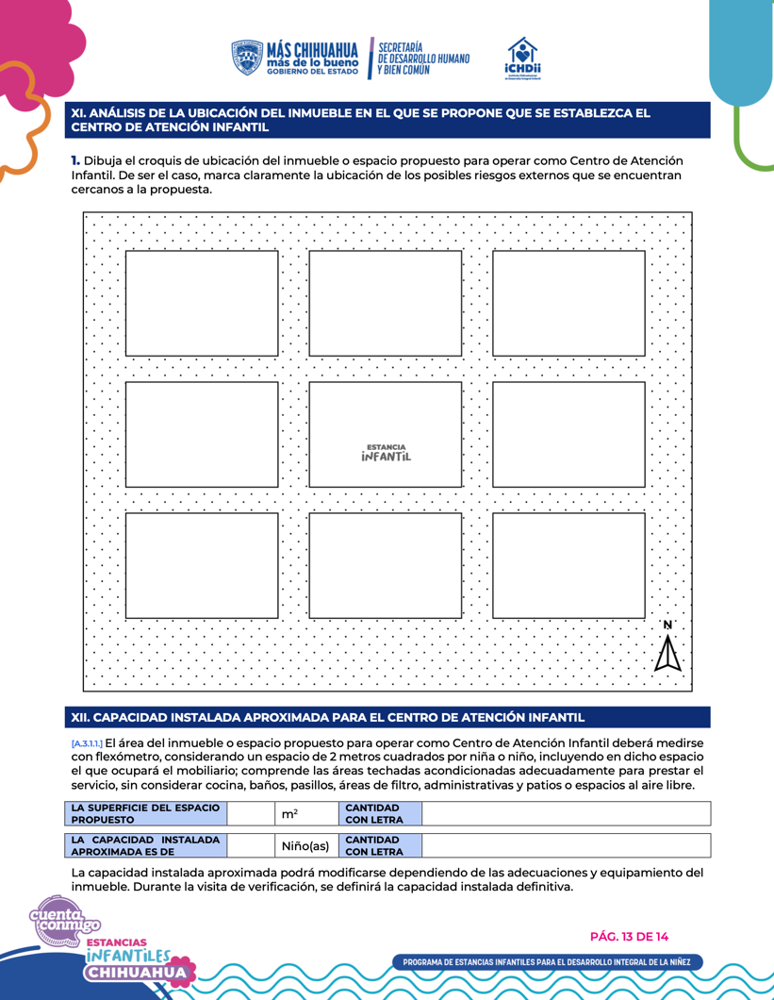 MÁS CHIHUAHUA
más de lo bueno
GOBIERNO DEL ESTADO
SECRETARÍA
DE DESARROLLO HUMANO
Y BIEN COMÚN
iCHDii
XI. ANÁLISIS DE LA UBICACIÓN DEL INMUEBLE EN EL QUE SE PROPONE QUE SE ESTABLEZCA EL
CENTRO DE ATENCIÓN INFANTIL
1. Dibuja el croquis de ubicación del inmueble o espacio propuesto para operar como Centro de Atención
Infantil. De ser el caso, marca claramente la ubicación de los posibles riesgos externos que se encuentran
cercanos a la propuesta.
ESTANCIA
iNFANTiL
N
XII. CAPACIDAD INSTALADA APROXIMADA PARA EL CENTRO DE ATENCIÓN INFANTIL
[A.3.1.1.] El área del inmueble o espacio propuesto para operar como Centro de Atención Infantil deberá medirse
con flexómetro, considerando un espacio de 2 metros cuadrados por niña o niño, incluyendo en dicho espacio
el que ocupará el mobiliario; comprende las áreas techadas acondicionadas adecuadamente para prestar el
servicio, sin considerar cocina, baños, pasillos, áreas de filtro, administrativas y patios o espacios al aire libre.
LA SUPERFICIE DEL ESPACIO
PROPUESTO
m²
CANTIDAD
CON LETRA
LA CAPACIDAD INSTALADA
APROXIMADA ES DE
Niño(as)
CANTIDAD
CON LETRA
La capacidad instalada aproximada podrá modificarse dependiendo de las adecuaciones y equipamiento del
inmueble. Durante la visita de verificación, se definirá la capacidad instalada definitiva.
cuenta
conmigo
ESTANCIAS
iNFANTiLES
CHIHUAHUA
PÁG. 13 DE 14
PROGRAMA DE ESTANCIAS INFANTILES PARA EL DESARROLLO INTEGRAL DE LA NIÑEZ